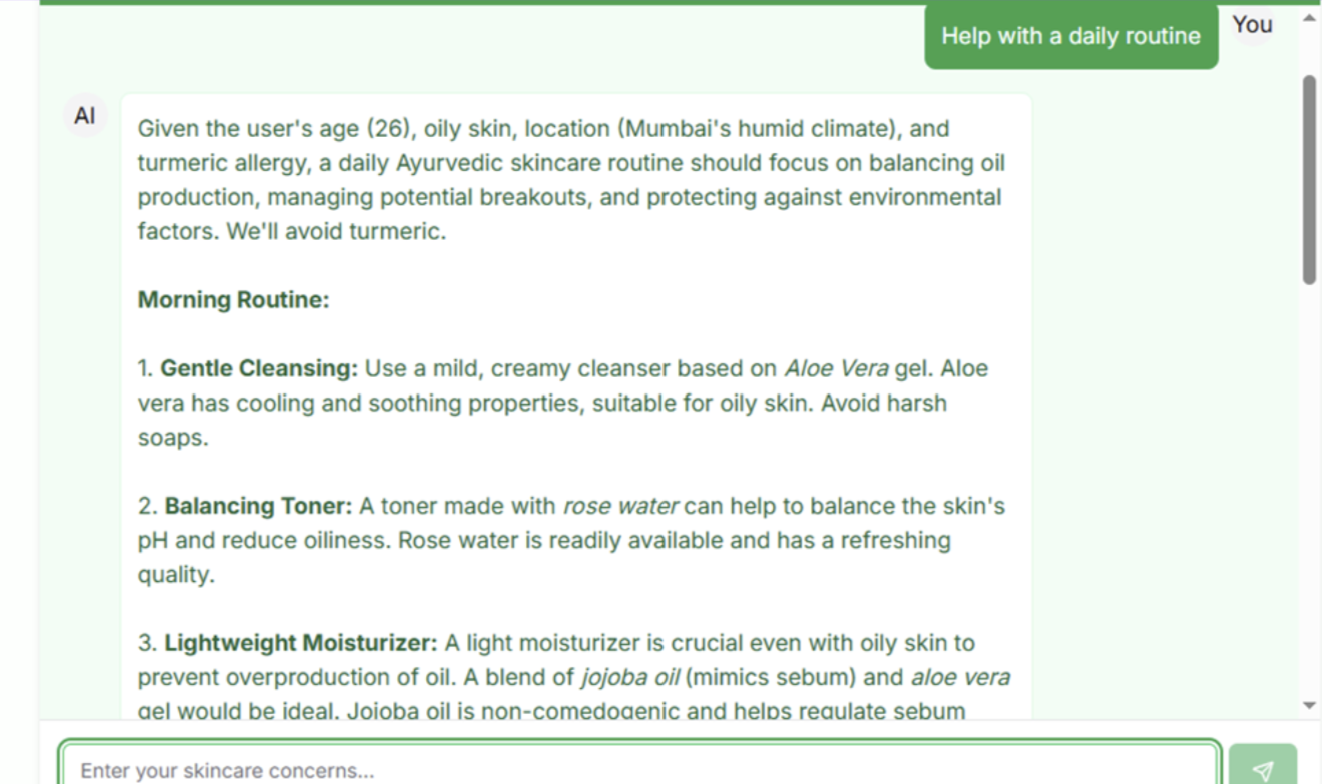 Help with a daily routine
You
AI
Given the user's age (26), oily skin, location (Mumbai's humid climate), and
turmeric allergy, a daily Ayurvedic skincare routine should focus on balancing oil
production, managing potential breakouts, and protecting against environmental
factors. We'll avoid turmeric.
Morning Routine:
1. Gentle Cleansing: Use a mild, creamy cleanser based on Aloe Vera gel. Aloe
vera has cooling and soothing properties, suitable for oily skin. Avoid harsh
soaps.
2. Balancing Toner: A toner made with rose water can help to balance the skin's
pH and reduce oiliness. Rose water is readily available and has a refreshing
quality.
3. Lightweight Moisturizer: A light moisturizer is crucial even with oily skin to
prevent overproduction of oil. A blend of jojoba oil (mimics sebum) and aloe vera
gel would be ideal. Jojoba oil is non-comedogenic and helps regulate sebum
Enter your skincare concerns...